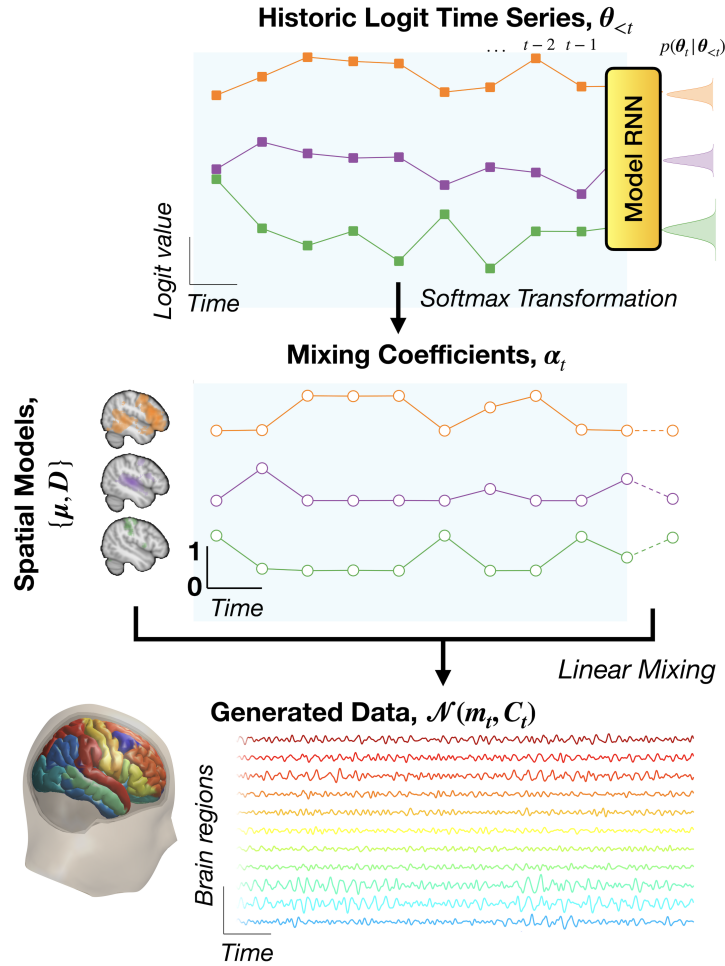 Historic Logit Time Series, θ<t
… t−2 t−1
p(θt|θ<t)
Model RNN
Logit value
Time
Softmax Transformation
Mixing Coefficients, αt
Spatial Models,
{μ, D}
1
0
Time
Linear Mixing
Generated Data, 𝒩(mt, Ct)
Brain regions
Time